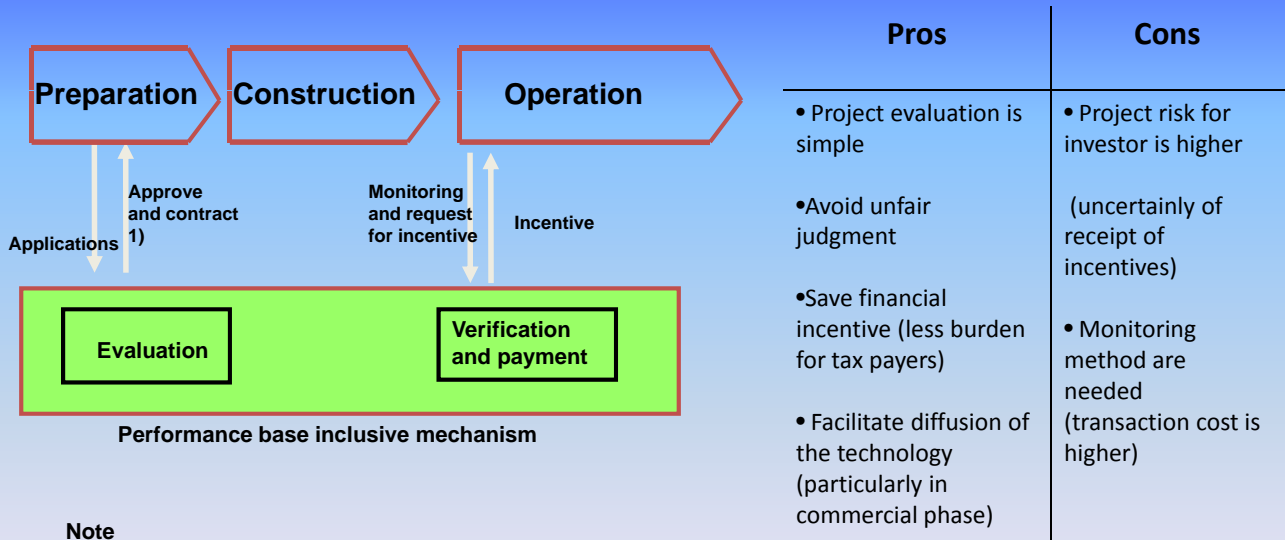 Preparation
Construction
Operation
Applications
Approve
and contract
1)
Monitoring
and request
for incentive
Incentive
Evaluation
Verification
and payment
Performance base inclusive mechanism
Note
Pros
• Project evaluation is
simple
•Avoid unfair
judgment
•Save financial
incentive (less burden
for tax payers)
• Facilitate diffusion of
the technology
(particularly in
commercial phase)
Cons
• Project risk for
investor is higher
(uncertainly of
receipt of
incentives)
• Monitoring
method are
needed
(transaction cost is
higher)